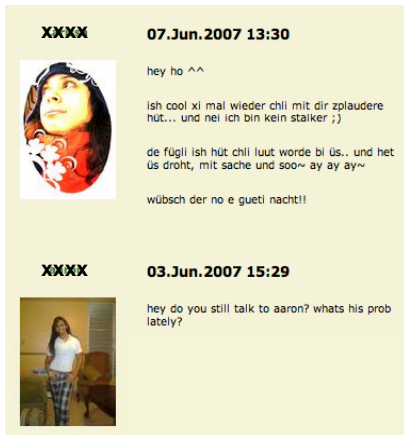 XXXX
07.Jun.2007 13:30
hey ho ^^
ish cool xi mal wieder chli mit dir zplaudere
hüt... und nei ich bin kein stalker ;)
de fügli ish hüt chli luut worde bi üs.. und het
üs droht, mit sache und soo~ ay ay ay~
wübsch der no e gueti nacht!!
XXXX
03.Jun.2007 15:29
hey do you still talk to aaron? whats his prob
lately?